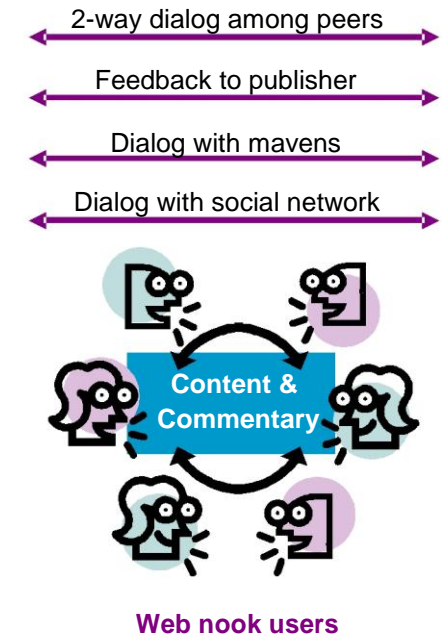 2-way dialog among peers
Feedback to publisher
Dialog with mavens
Dialog with social network
Content &
Commentary
Web nook users